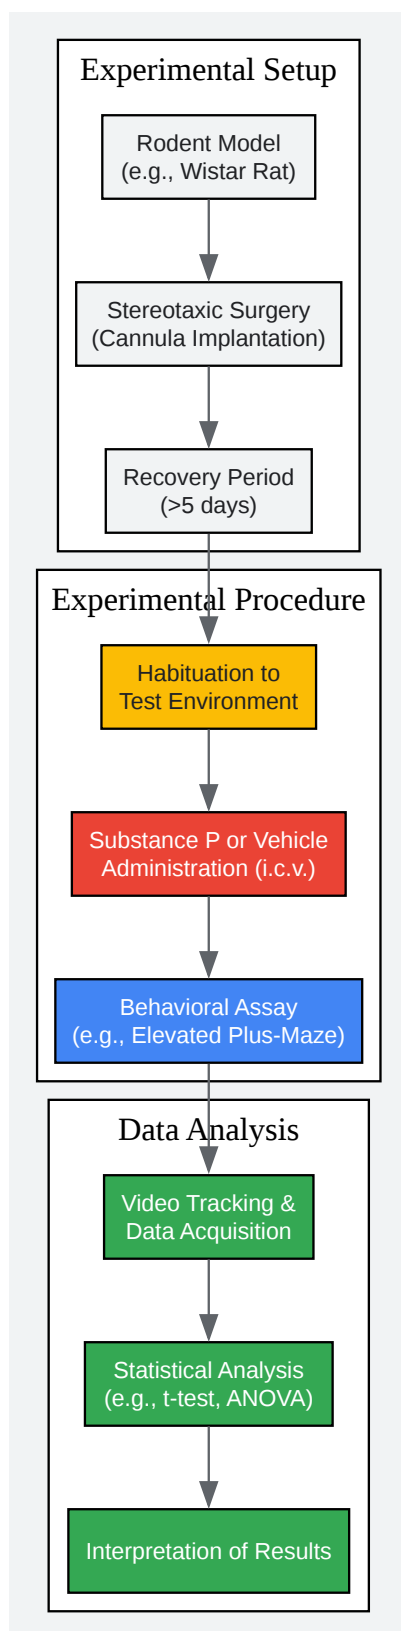 Experimental Setup
Rodent Model
(e.g., Wistar Rat)
Stereotaxic Surgery
(Cannula Implantation)
Recovery Period
(>5 days)
Experimental Procedure
Habituation to
Test Environment
Substance P or Vehicle
Administration (i.c.v.)
Behavioral Assay
(e.g., Elevated Plus-Maze)
Data Analysis
Video Tracking &
Data Acquisition
Statistical Analysis
(e.g., t-test, ANOVA)
Interpretation of Results